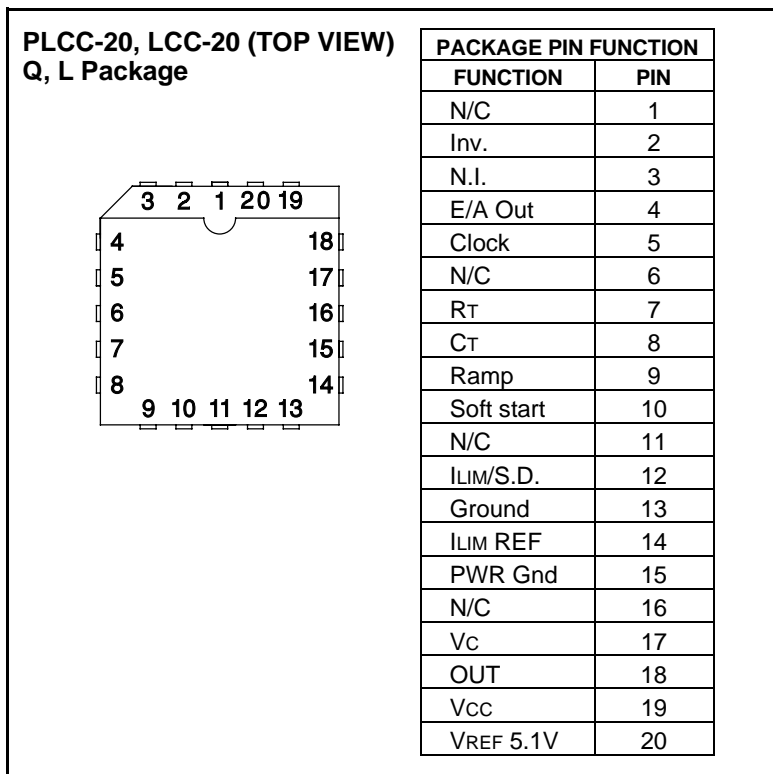 PLCC-20, LCC-20 (TOP VIEW)
Q, L Package
3 2 1 20 19
4 18
5 17
6 16
7 15
8 14
9 10 11 12 13
PACKAGE PIN FUNCTION
FUNCTION PIN
N/C 1
Inv. 2
N.I. 3
E/A Out 4
Clock 5
N/C 6
RT 7
CT 8
Ramp 9
Soft start 10
N/C 11
ILIM/S.D. 12
Ground 13
ILIM REF 14
PWR Gnd 15
N/C 16
VC 17
OUT 18
VCC 19
VREF 5.1V 20